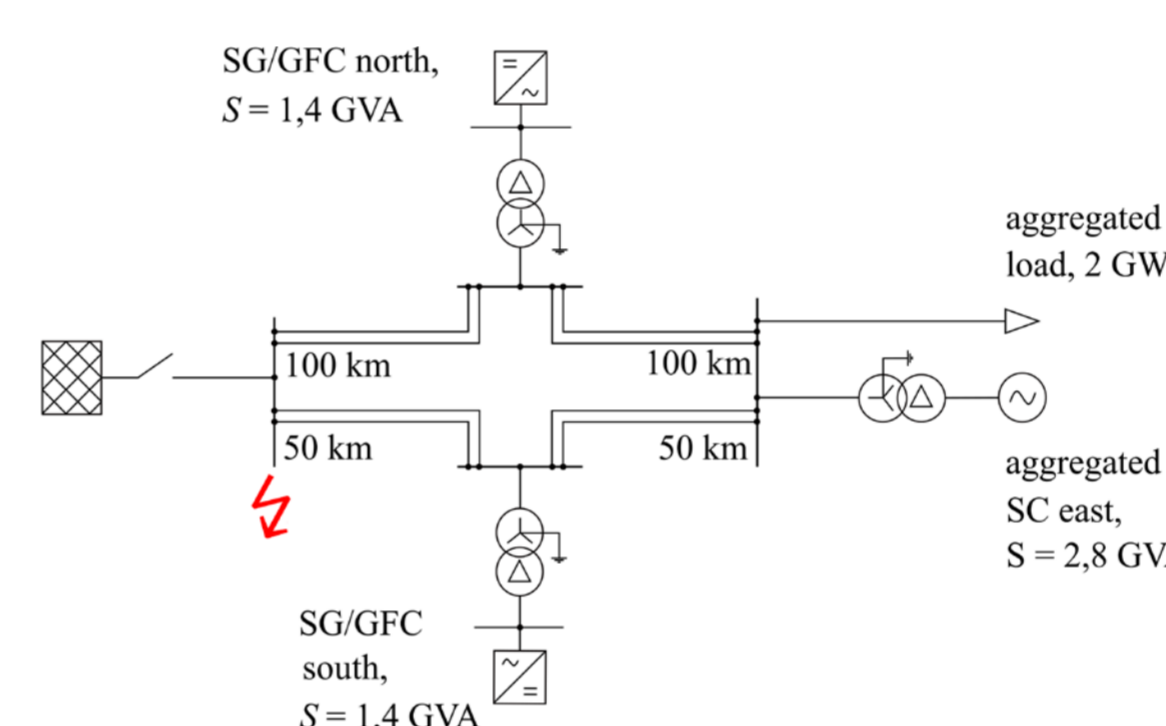 SG/GFC north,
S = 1,4 GVA
aggregated
load, 2 GW
100 km
100 km
50 km
50 km
aggregated
SC east,
S = 2,8 GV
SG/GFC
south,
S = 1,4 GVA